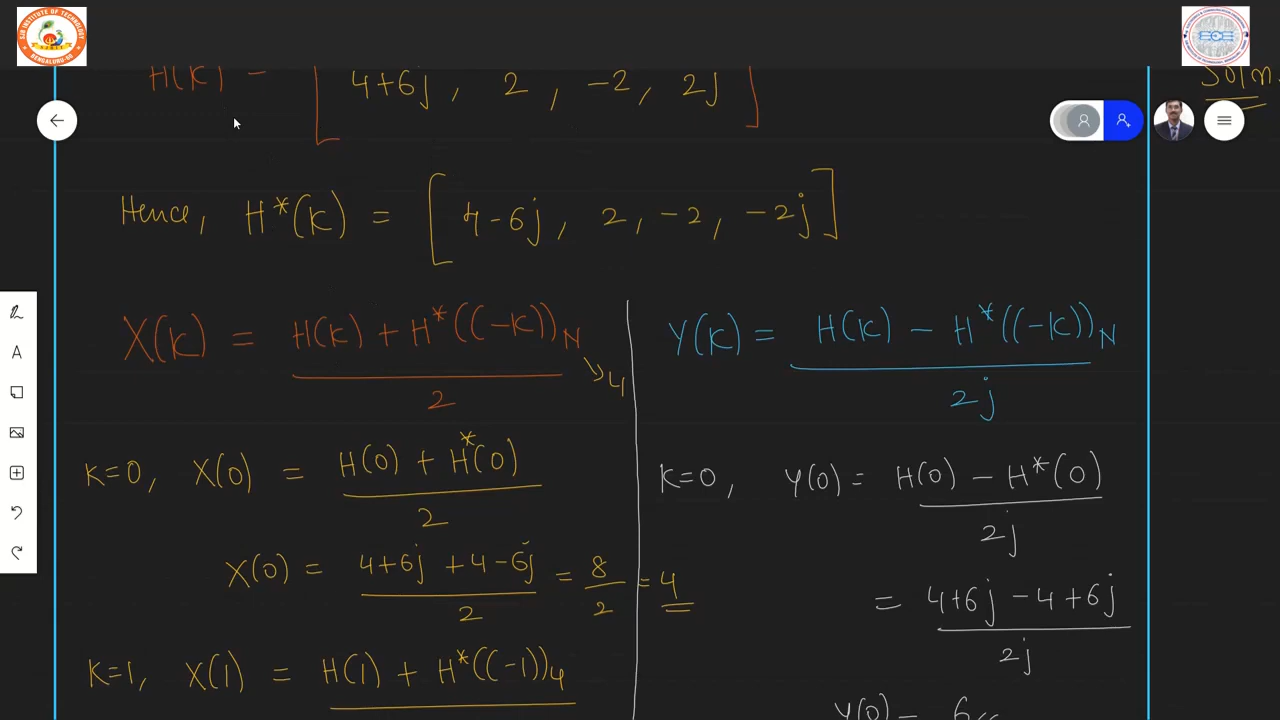 H(K) = [ 4+6j , 2 , -2 , 2j ]
Soln.
Hence, H*(K) = [ 4-6j , 2 , -2 , -2j ]
X(K) = H(K) + H*((-K))N / 2
→ 4
K=0, X(0) = H(0) + H*(0) / 2
X(0) = 4+6j +4-6j / 2 = 8 / 2 = 4
K=1, X(1) = H(1) + H*((-1))4
Y(K) = H(K) - H*((-K))N / 2j
K=0, Y(0) = H(0) - H*(0) / 2j
= 4+6j -4+6j / 2j
Y(0) = 6
A